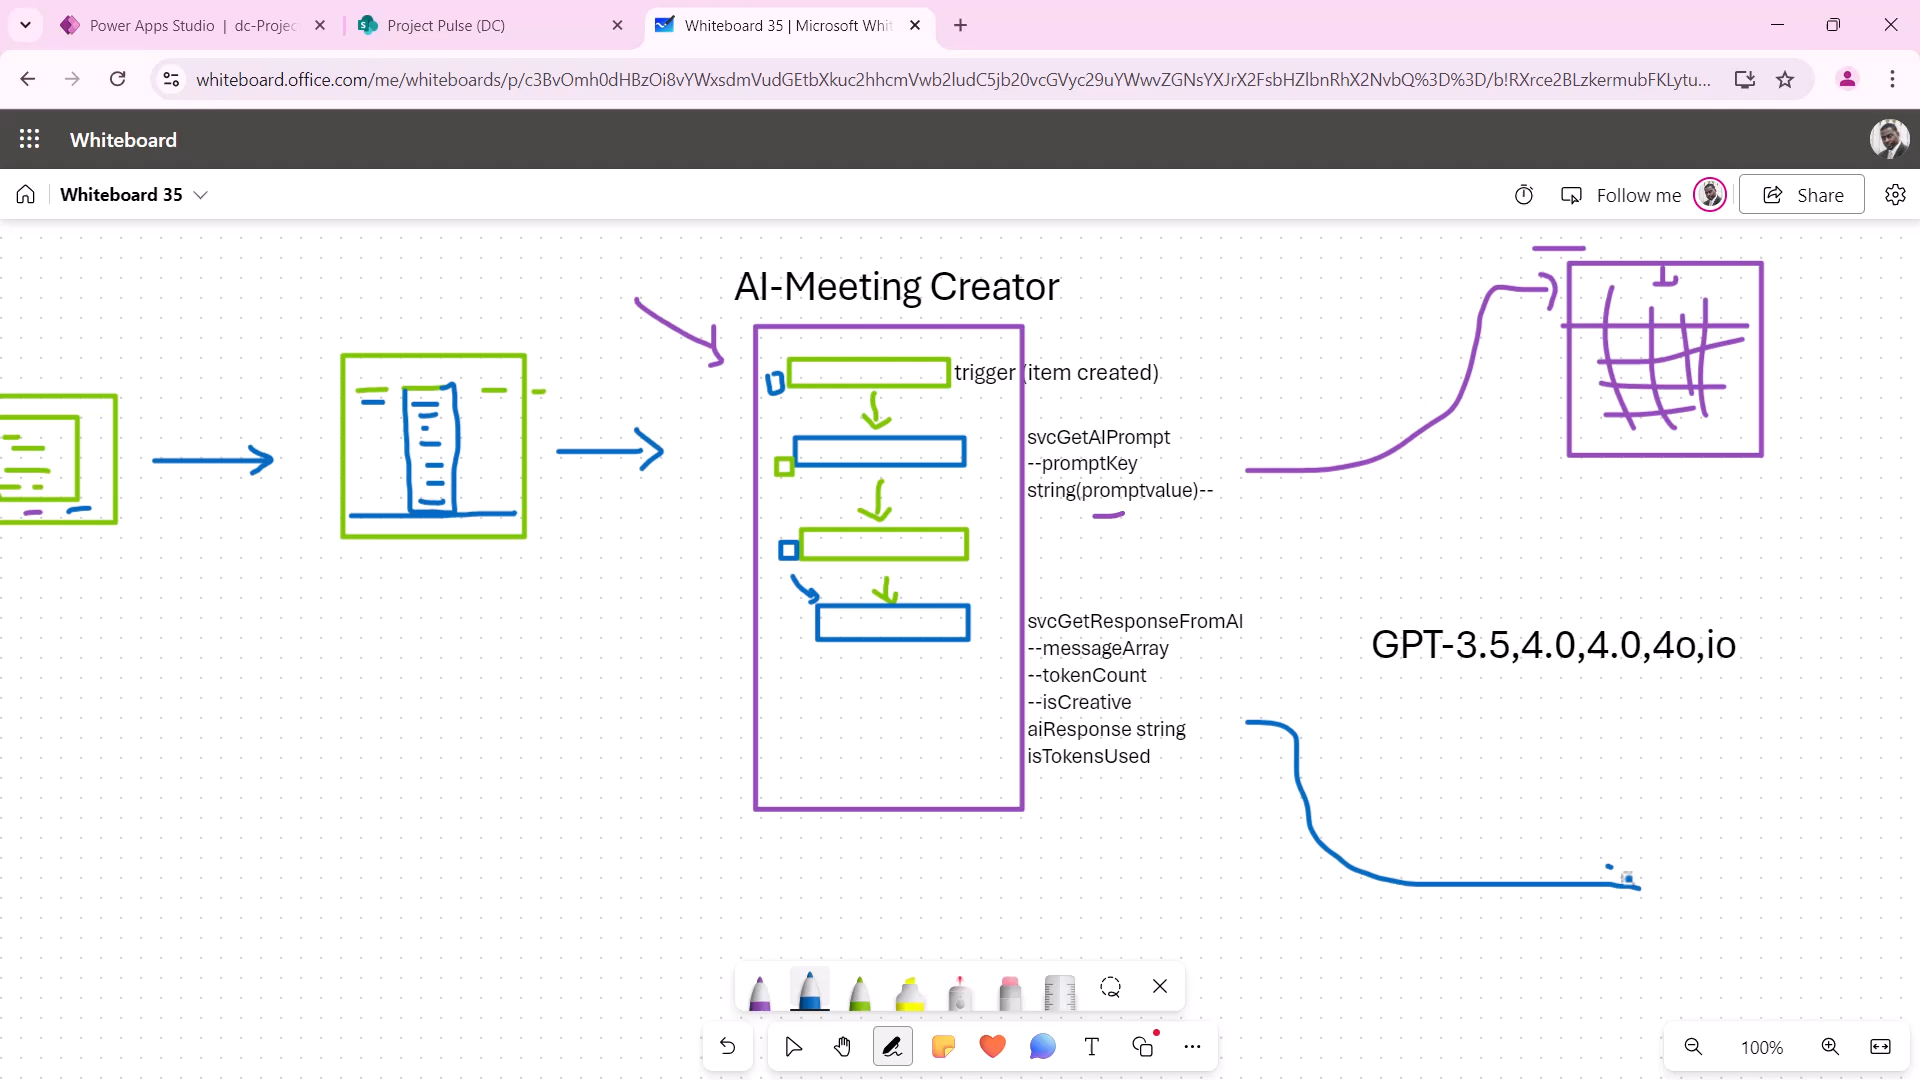 Power Apps Studio | dc-Projec
Project Pulse (DC)
Whiteboard 35 | Microsoft Whit
whiteboard.office.com/me/whiteboards/p/c3BvOmh0dHBzOi8vYWxsdmVudGEtbXkuc2hhcmVwb2ludC5jb20vcGVyc29uYWwvZGNsYXJrX2FsbHZlbnRhX2NvbQ%3D%3D/b!RXrce2BLzkermubFKLytu...
Whiteboard
Whiteboard 35
Follow me
Share
AI-Meeting Creator
trigger (item created)
svcGetAIPrompt
--promptKey
string(promptvalue)--
svcGetResponseFromAI
--messageArray
--tokenCount
--isCreative
aiResponse string
isTokensUsed
GPT-3.5,4.0,4.0,4o,io
100%